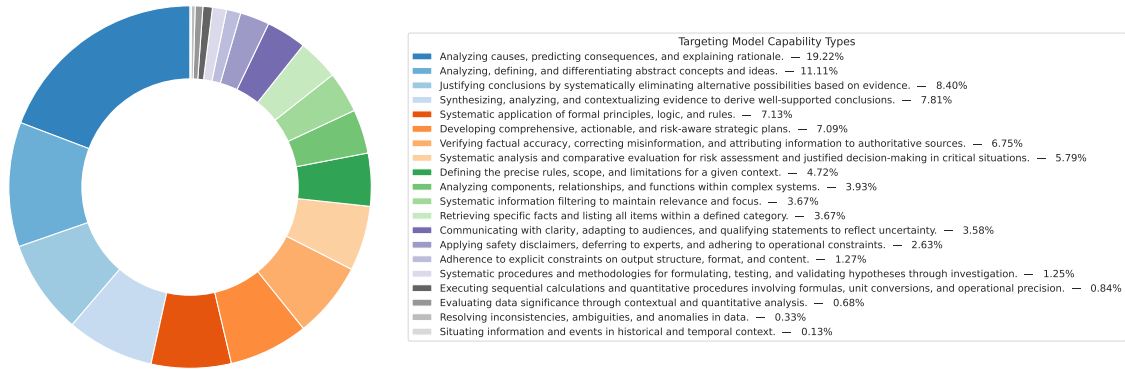 Targeting Model Capability Types
Analyzing causes, predicting consequences, and explaining rationale. — 19.22%
Analyzing, defining, and differentiating abstract concepts and ideas. — 11.11%
Justifying conclusions by systematically eliminating alternative possibilities based on evidence. — 8.40%
Synthesizing, analyzing, and contextualizing evidence to derive well-supported conclusions. — 7.81%
Systematic application of formal principles, logic, and rules. — 7.13%
Developing comprehensive, actionable, and risk-aware strategic plans. — 7.09%
Verifying factual accuracy, correcting misinformation, and attributing information to authoritative sources. — 6.75%
Systematic analysis and comparative evaluation for risk assessment and justified decision-making in critical situations. — 5.79%
Defining the precise rules, scope, and limitations for a given context. — 4.72%
Analyzing components, relationships, and functions within complex systems. — 3.93%
Systematic information filtering to maintain relevance and focus. — 3.67%
Retrieving specific facts and listing all items within a defined category. — 3.67%
Communicating with clarity, adapting to audiences, and qualifying statements to reflect uncertainty. — 3.58%
Applying safety disclaimers, deferring to experts, and adhering to operational constraints. — 2.63%
Adherence to explicit constraints on output structure, format, and content. — 1.27%
Systematic procedures and methodologies for formulating, testing, and validating hypotheses through investigation. — 1.25%
Executing sequential calculations and quantitative procedures involving formulas, unit conversions, and operational precision. — 0.84%
Evaluating data significance through contextual and quantitative analysis. — 0.68%
Resolving inconsistencies, ambiguities, and anomalies in data. — 0.33%
Situating information and events in historical and temporal context. — 0.13%